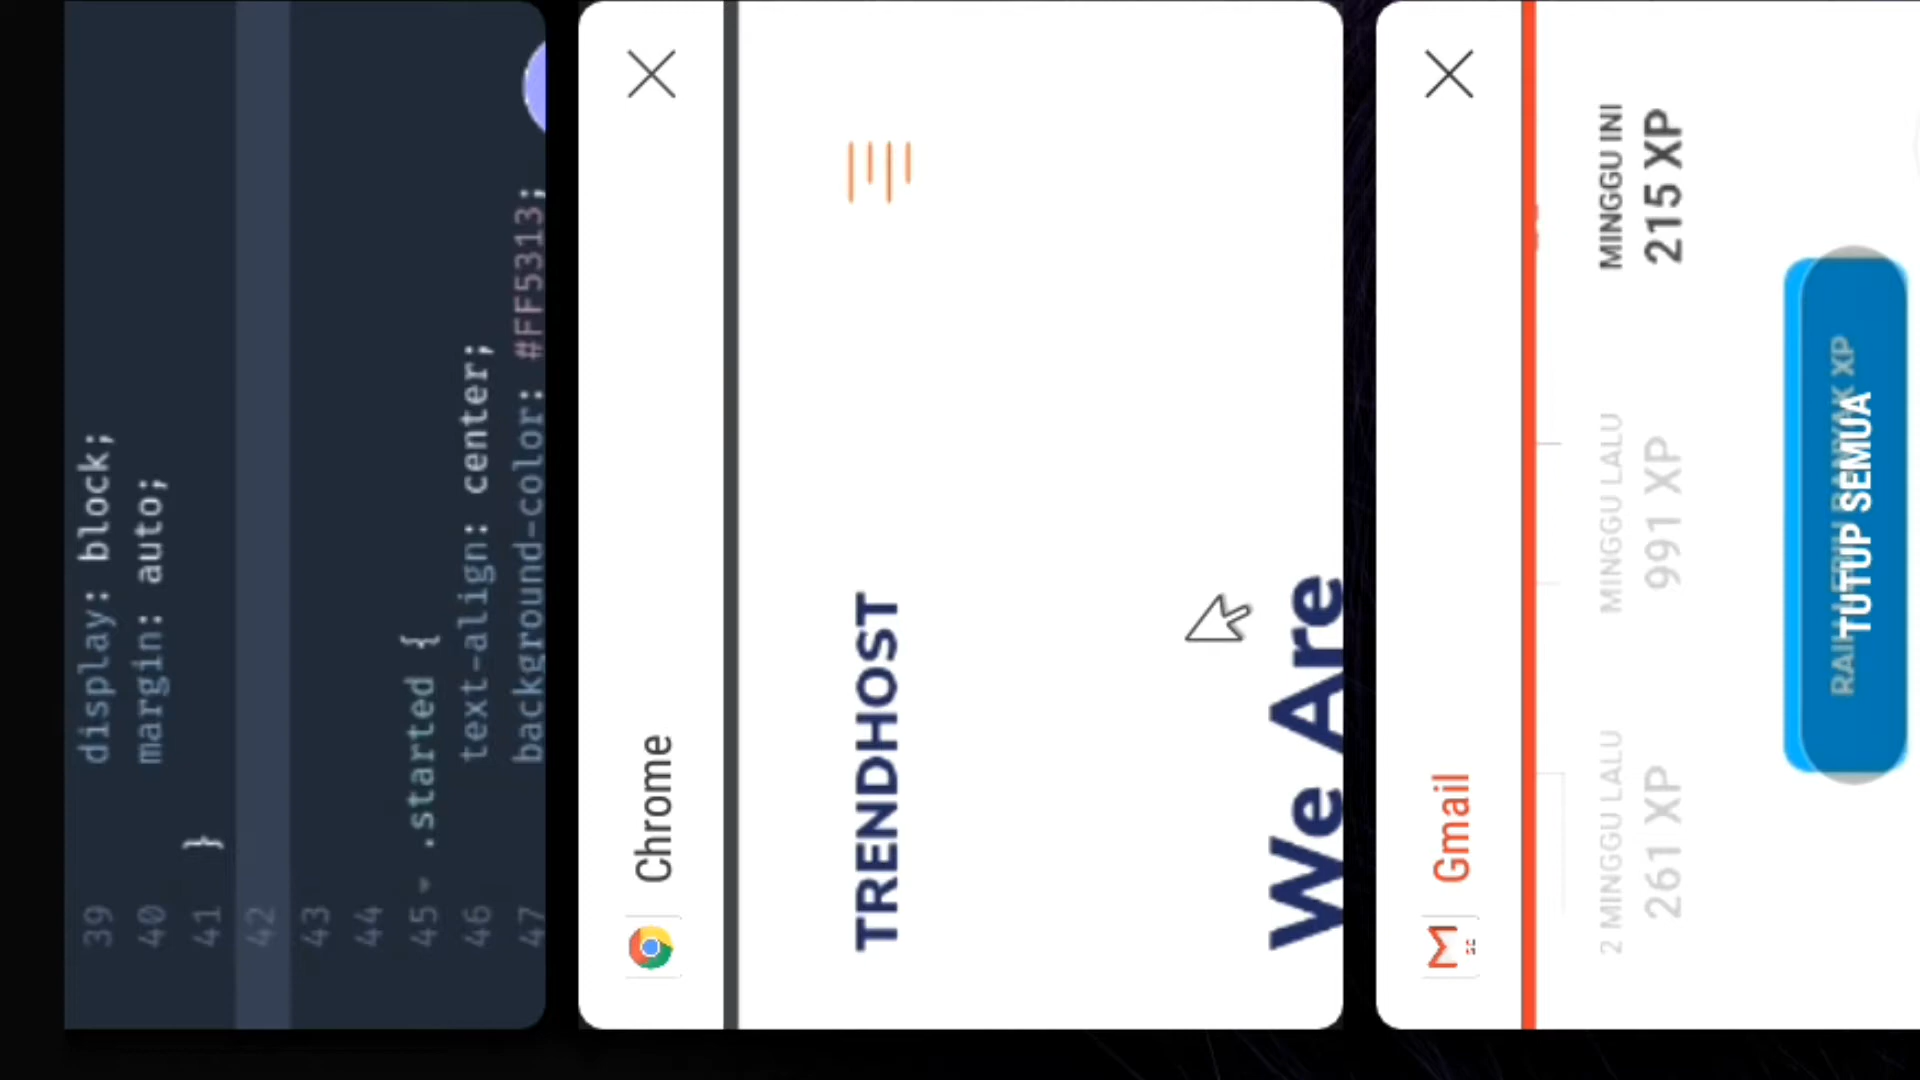 39 display: block;
40 margin: auto;
41 }
42
43
44
45 .started {
46 text-align: center;
47 background-color: #FF5313;
Chrome
TRENDHOST
We Are
Gmail
2 MINGGU LALU MINGGU LALU MINGGU INI
261 XP 991 XP 215 XP
TUTUP SEMUA